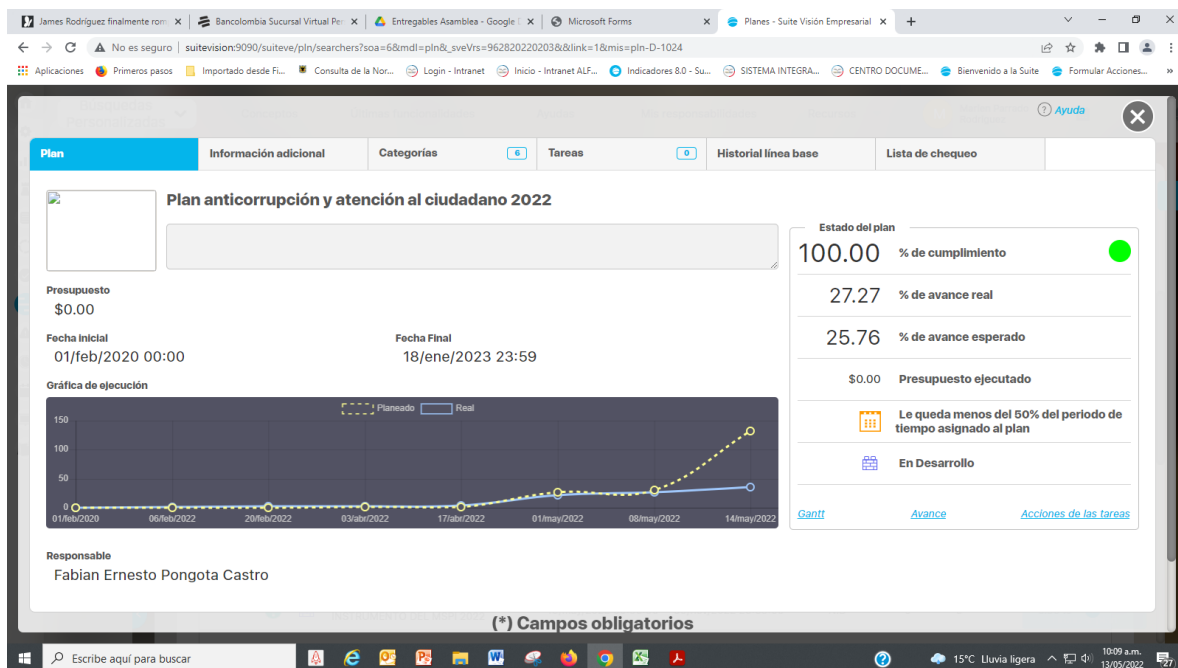 James Rodríguez finalmente rom
Bancolombia Sucursal Virtual Per
Entregables Asamblea - Google D
Microsoft Forms
Planes - Suite Visión Empresarial
No es seguro
suitevision:9090/suiteve/pln/searchers?soa=6&mdl=pln&_sveVrs=962820220203&&link=1&mis=pln-D-1024
Aplicaciones
Primeros pasos
Importado desde Fi...
Consulta de la Nor...
Login - Intranet
Inicio - Intranet ALF...
Indicadores 8.0 - Su...
SISTEMA INTEGRA...
CENTRO DOCUME...
Bienvenido a la Suite
Formular Acciones...
Ayuda
Plan
Información adicional
Categorías 6
Tareas 0
Historial línea base
Lista de chequeo
Plan anticorrupción y atención al ciudadano 2022
Presupuesto
$0.00
Fecha Inicial
01/feb/2020 00:00
Fecha Final
18/ene/2023 23:59
Gráfica de ejecución
Planeado Real
150
100
50
0
01/feb/2020 06/feb/2022 20/feb/2022 03/abr/2022 17/abr/2022 01/may/2022 08/may/2022 14/may/2022
Responsable
Fabian Ernesto Pongota Castro
Estado del plan
100.00 % de cumplimiento
27.27 % de avance real
25.76 % de avance esperado
$0.00 Presupuesto ejecutado
Le queda menos del 50% del periodo de
tiempo asignado al plan
En Desarrollo
Gantt Avance Acciones de las tareas
(*) Campos obligatorios
Escribe aquí para buscar
15°C Lluvia ligera
10:09 a.m.
13/05/2022
27